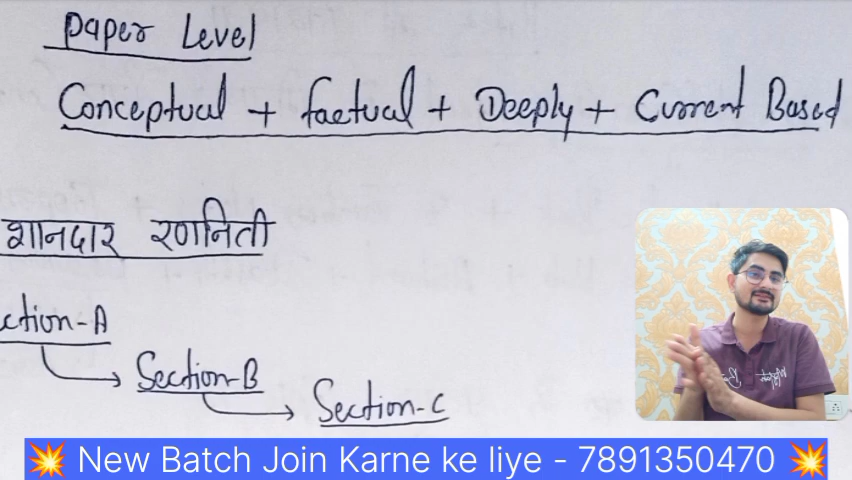 Paper Level
Conceptual + factual + Deeply + Current Based
शानदार रणनिती
ction-A
Section-B
Section-C
💥 New Batch Join Karne ke liye - 7891350470 💥